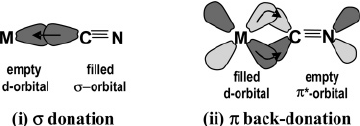 M C≡N M C≡N
empty filled filled empty
d-orbital σ–orbital d-orbital π*-orbital
(i) σ donation (ii) π back-donation